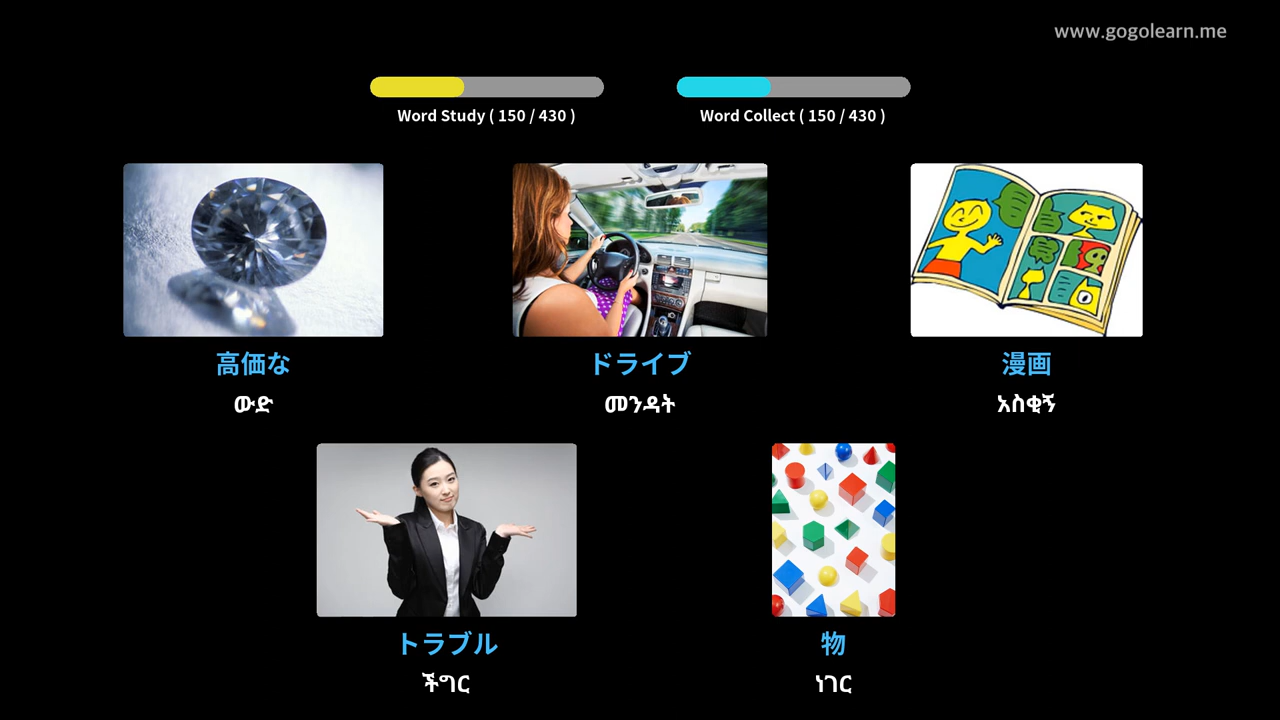 www.gogolearn.me
Word Study ( 150 / 430 )
Word Collect ( 150 / 430 )
高価な
ドライブ
漫画
ውድ
መንዳት
አስቂኝ
トラブル
物
ችግር
ነገር